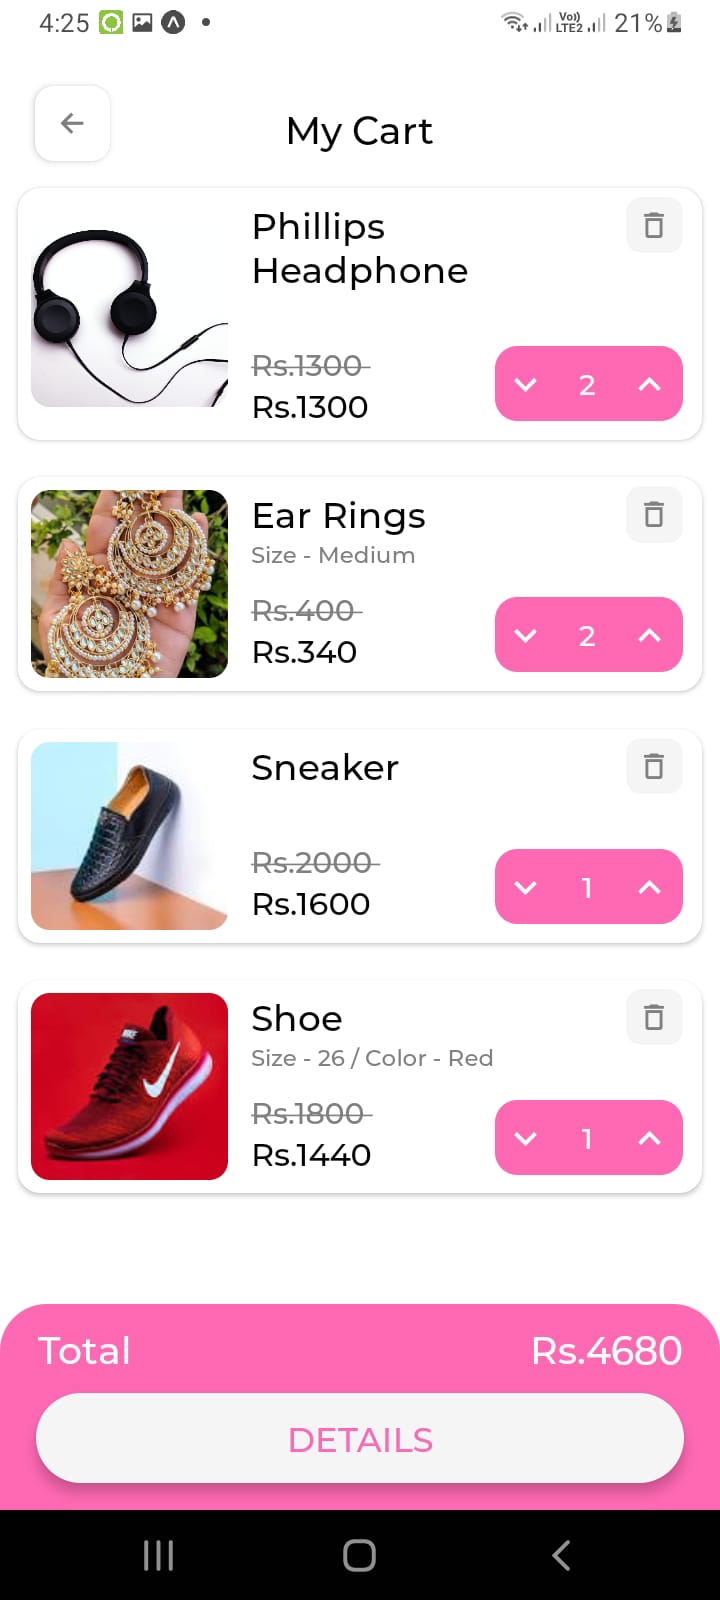 4:25
Vo))
LTE2
21%
My Cart
Phillips
Headphone
Rs.1300
Rs.1300
2
Ear Rings
Size - Medium
Rs.400
Rs.340
2
Sneaker
Rs.2000
Rs.1600
1
NIKE
Shoe
Size - 26 / Color - Red
Rs.1800
Rs.1440
1
Total
Rs.4680
DETAILS